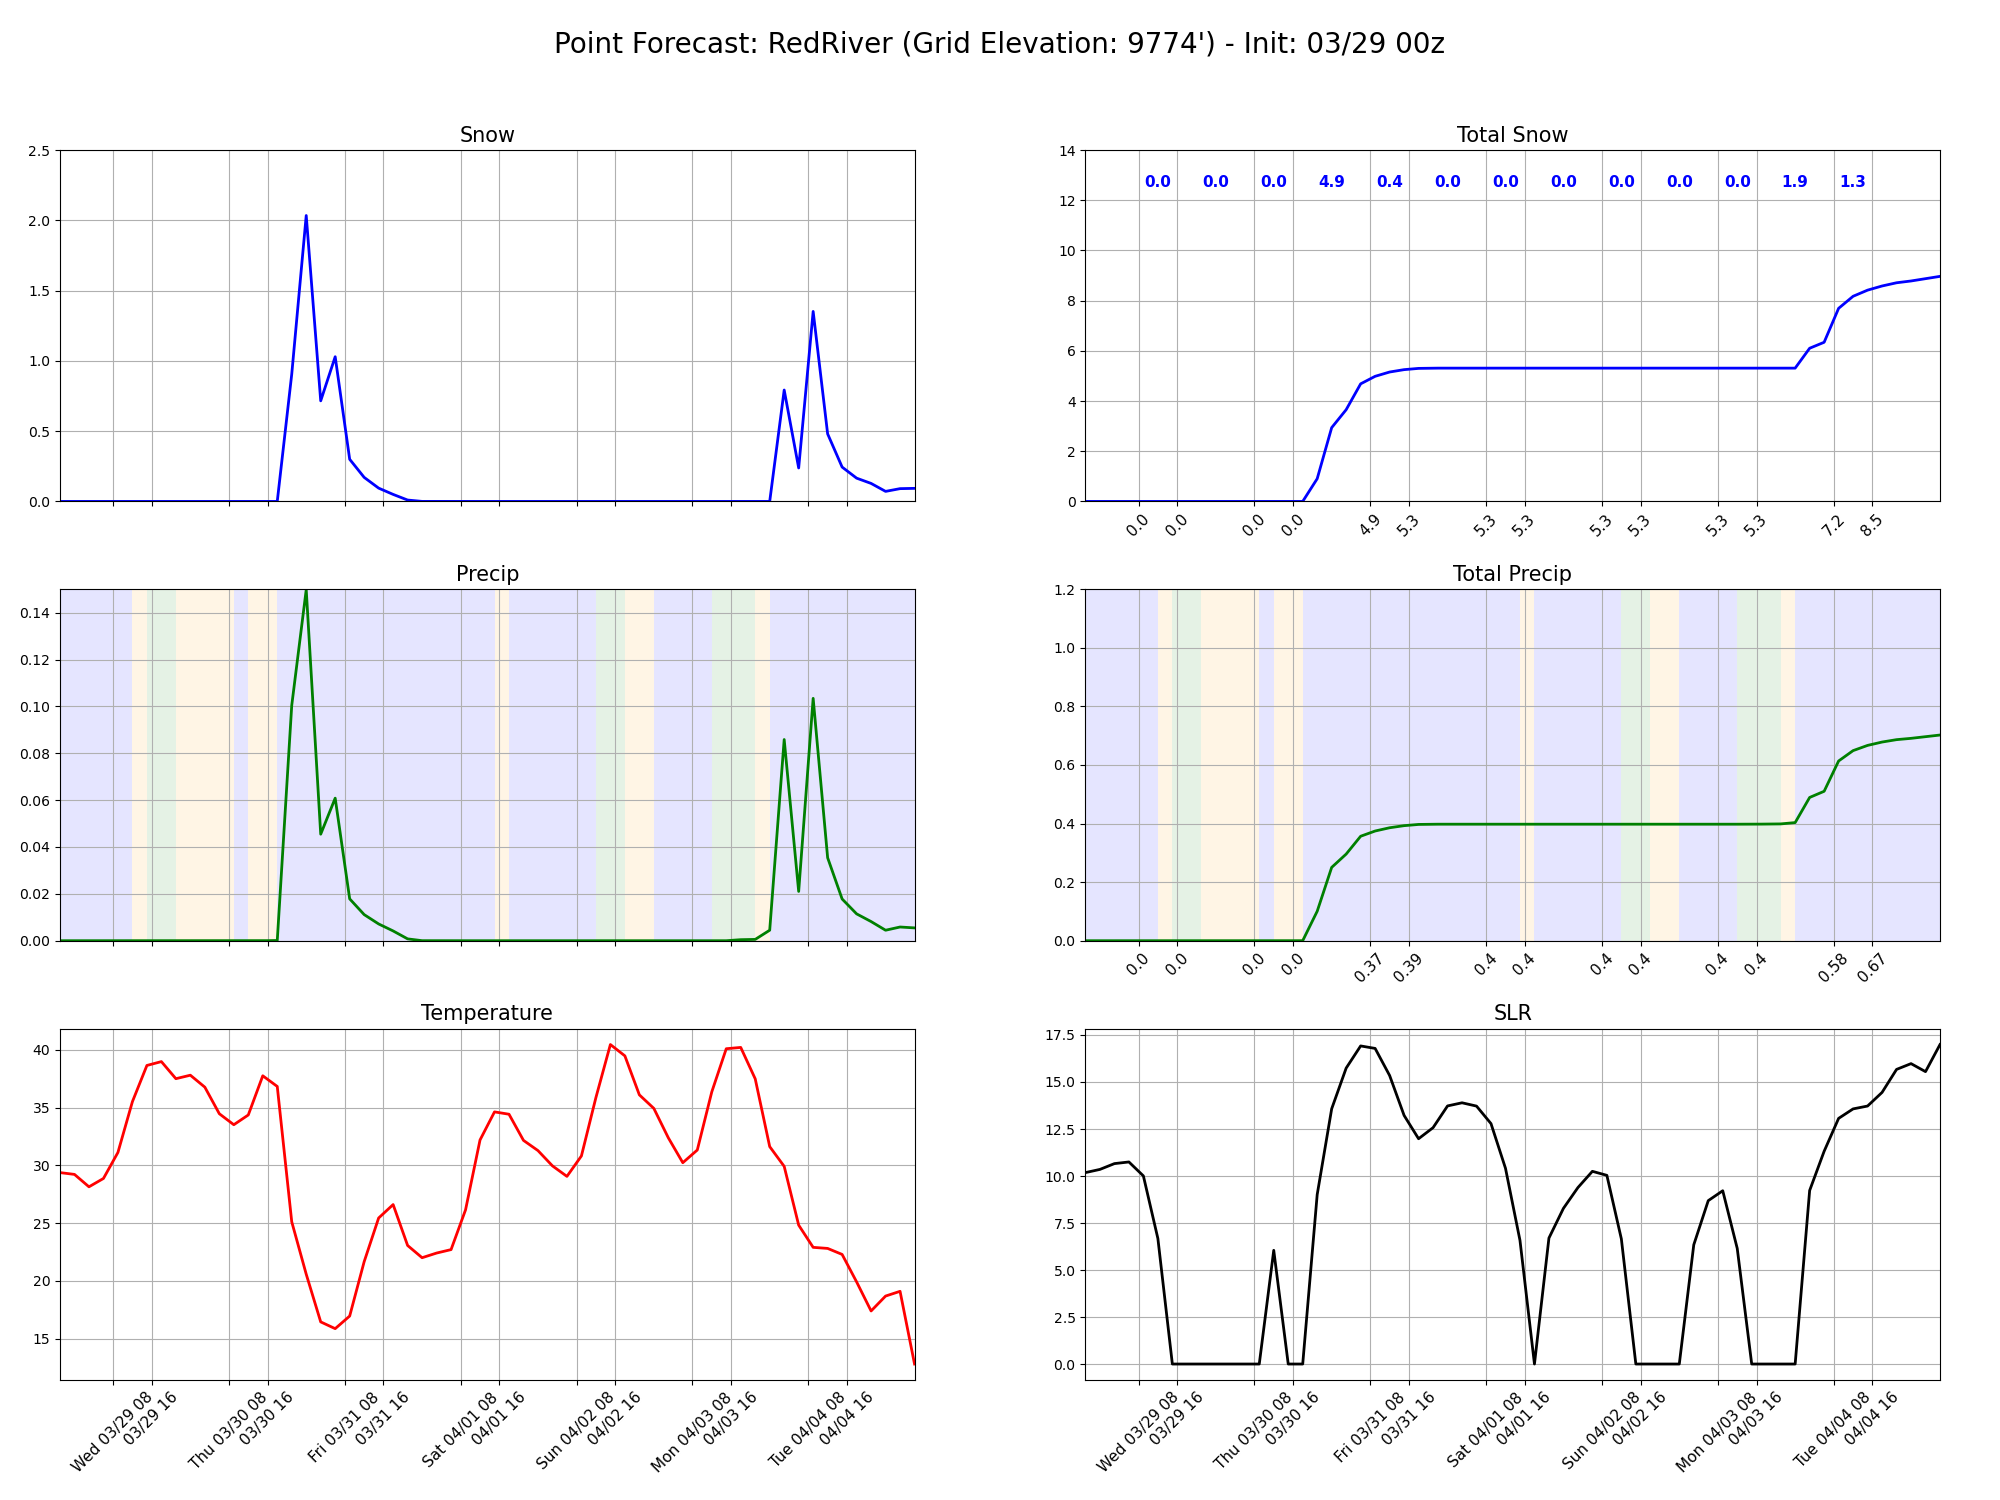 Point Forecast: RedRiver (Grid Elevation: 9774') - Init: 03/29 00z
Snow
2.5
2.0
1.5
1.0
0.5
0.0
Total Snow
14
12
10
8
6
4
2
0
0.0 0.0 0.0 4.9 0.4 0.0 0.0 0.0 0.0 0.0 0.0 1.9 1.3
0.0 0.0 0.0 0.0 4.9 5.3 5.3 5.3 5.3 5.3 5.3 5.3 7.2 8.5
Precip
0.14
0.12
0.10
0.08
0.06
0.04
0.02
0.00
Total Precip
1.2
1.0
0.8
0.6
0.4
0.2
0.0
0.0 0.0 0.0 0.0 0.37 0.39 0.4 0.4 0.4 0.4 0.4 0.4 0.58 0.67
Temperature
40
35
30
25
20
15
Wed 03/29 08
03/29 16
Thu 03/30 08
03/30 16
Fri 03/31 08
03/31 16
Sat 04/01 08
04/01 16
Sun 04/02 08
04/02 16
Mon 04/03 08
04/03 16
Tue 04/04 08
04/04 16
SLR
17.5
15.0
12.5
10.0
7.5
5.0
2.5
0.0
Wed 03/29 08
03/29 16
Thu 03/30 08
03/30 16
Fri 03/31 08
03/31 16
Sat 04/01 08
04/01 16
Sun 04/02 08
04/02 16
Mon 04/03 08
04/03 16
Tue 04/04 08
04/04 16